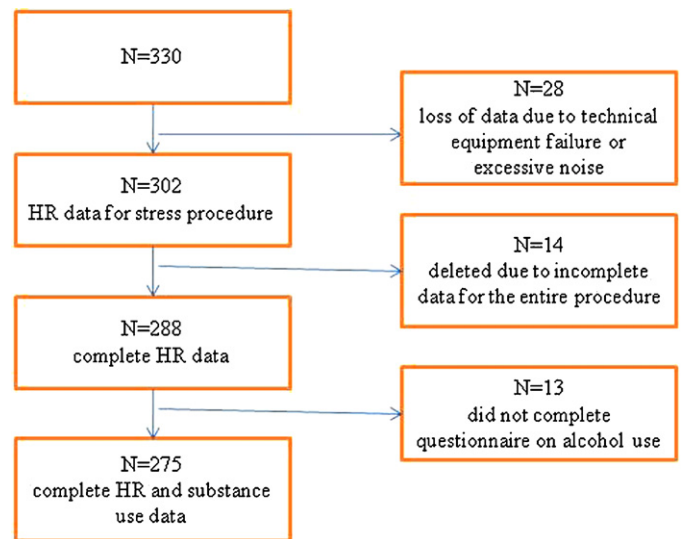 N=330
N=28
loss of data due to technical
equipment failure or
excessive noise
N=302
HR data for stress procedure
N=14
deleted due to incomplete
data for the entire procedure
N=288
complete HR data
N=13
did not complete
questionnaire on alcohol use
N=275
complete HR and substance
use data